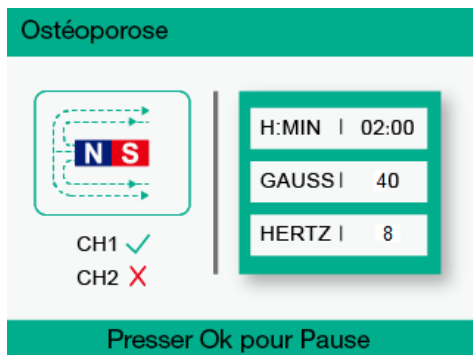 Ostéoporose
N S
CH1 ✓
CH2 X
H:MIN | 02:00
GAUSS | 40
HERTZ | 8
Presser Ok pour Pause